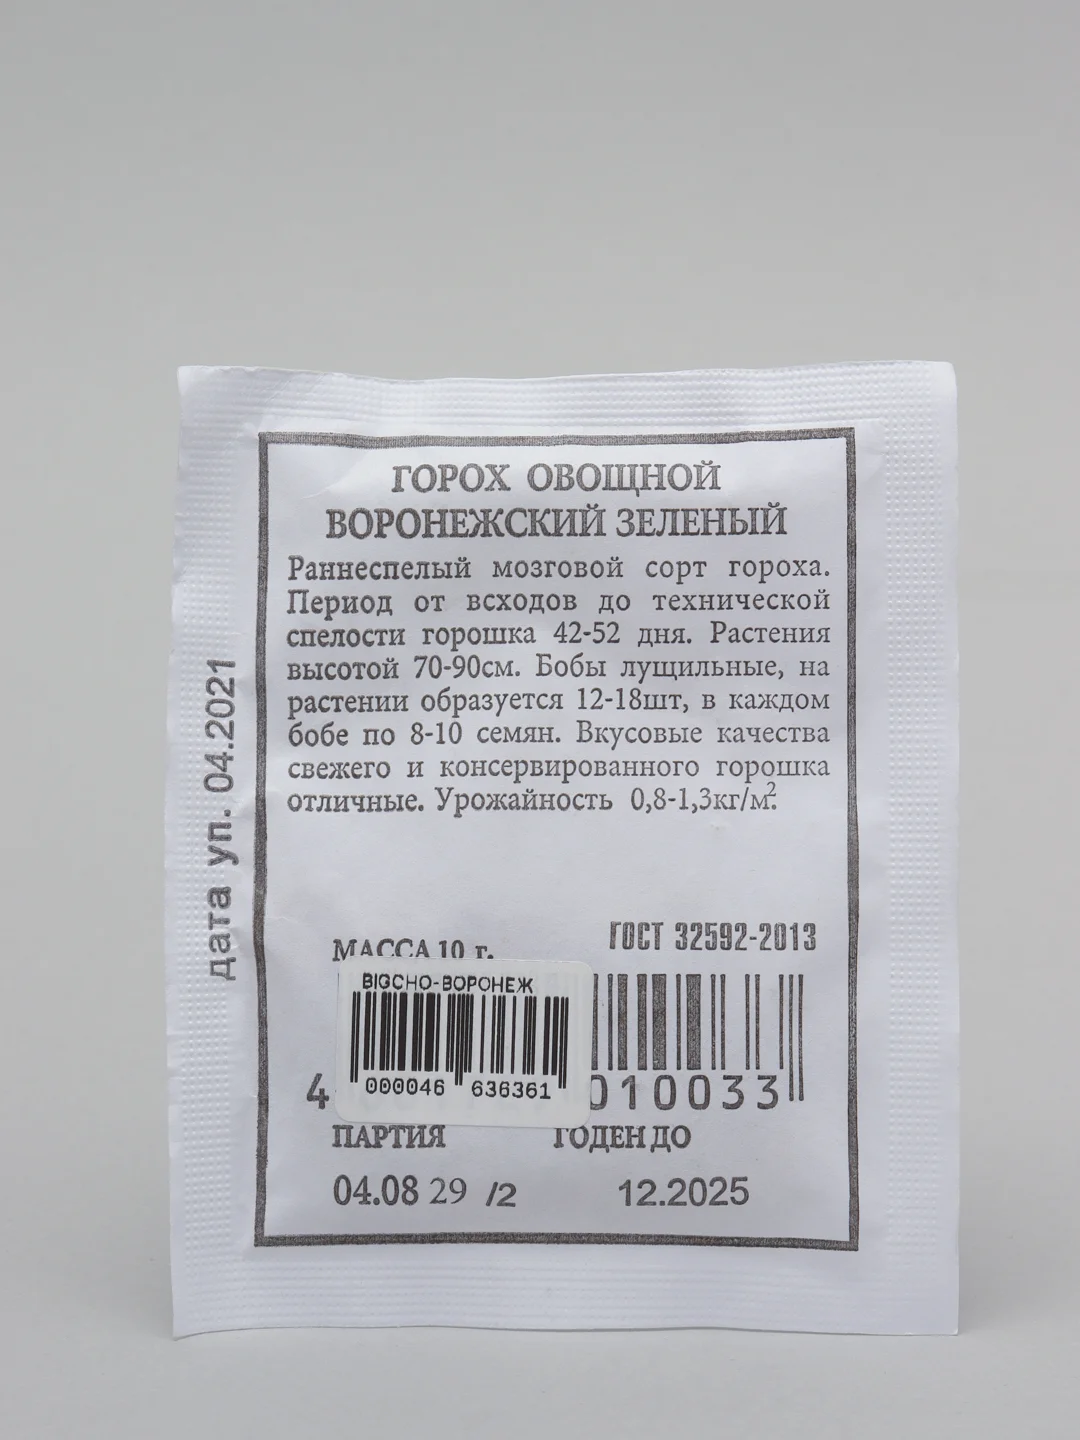 ГОРОХ ОВОЩНОЙ
ВОРОНЕЖСКИЙ ЗЕЛЕНЫЙ
Раннеспелый мозговой сорт гороха.
Период от всходов до технической
спелости горошка 42-52 дня. Растения
высотой 70-90см. Бобы лущильные, на
растении образуется 12-18шт, в каждом
бобе по 8-10 семян. Вкусовые качества
свежего и консервированного горошка
отличные. Урожайность 0,8-1,3кг/м².
дата уп. 04.2021
ГОСТ 32592-2013
МАССА 10 г.
BIGCHO-ВОРОНЕЖ
000046 636361
4 010033
ПАРТИЯ ГОДЕН ДО
04.08 29 /2 12.2025